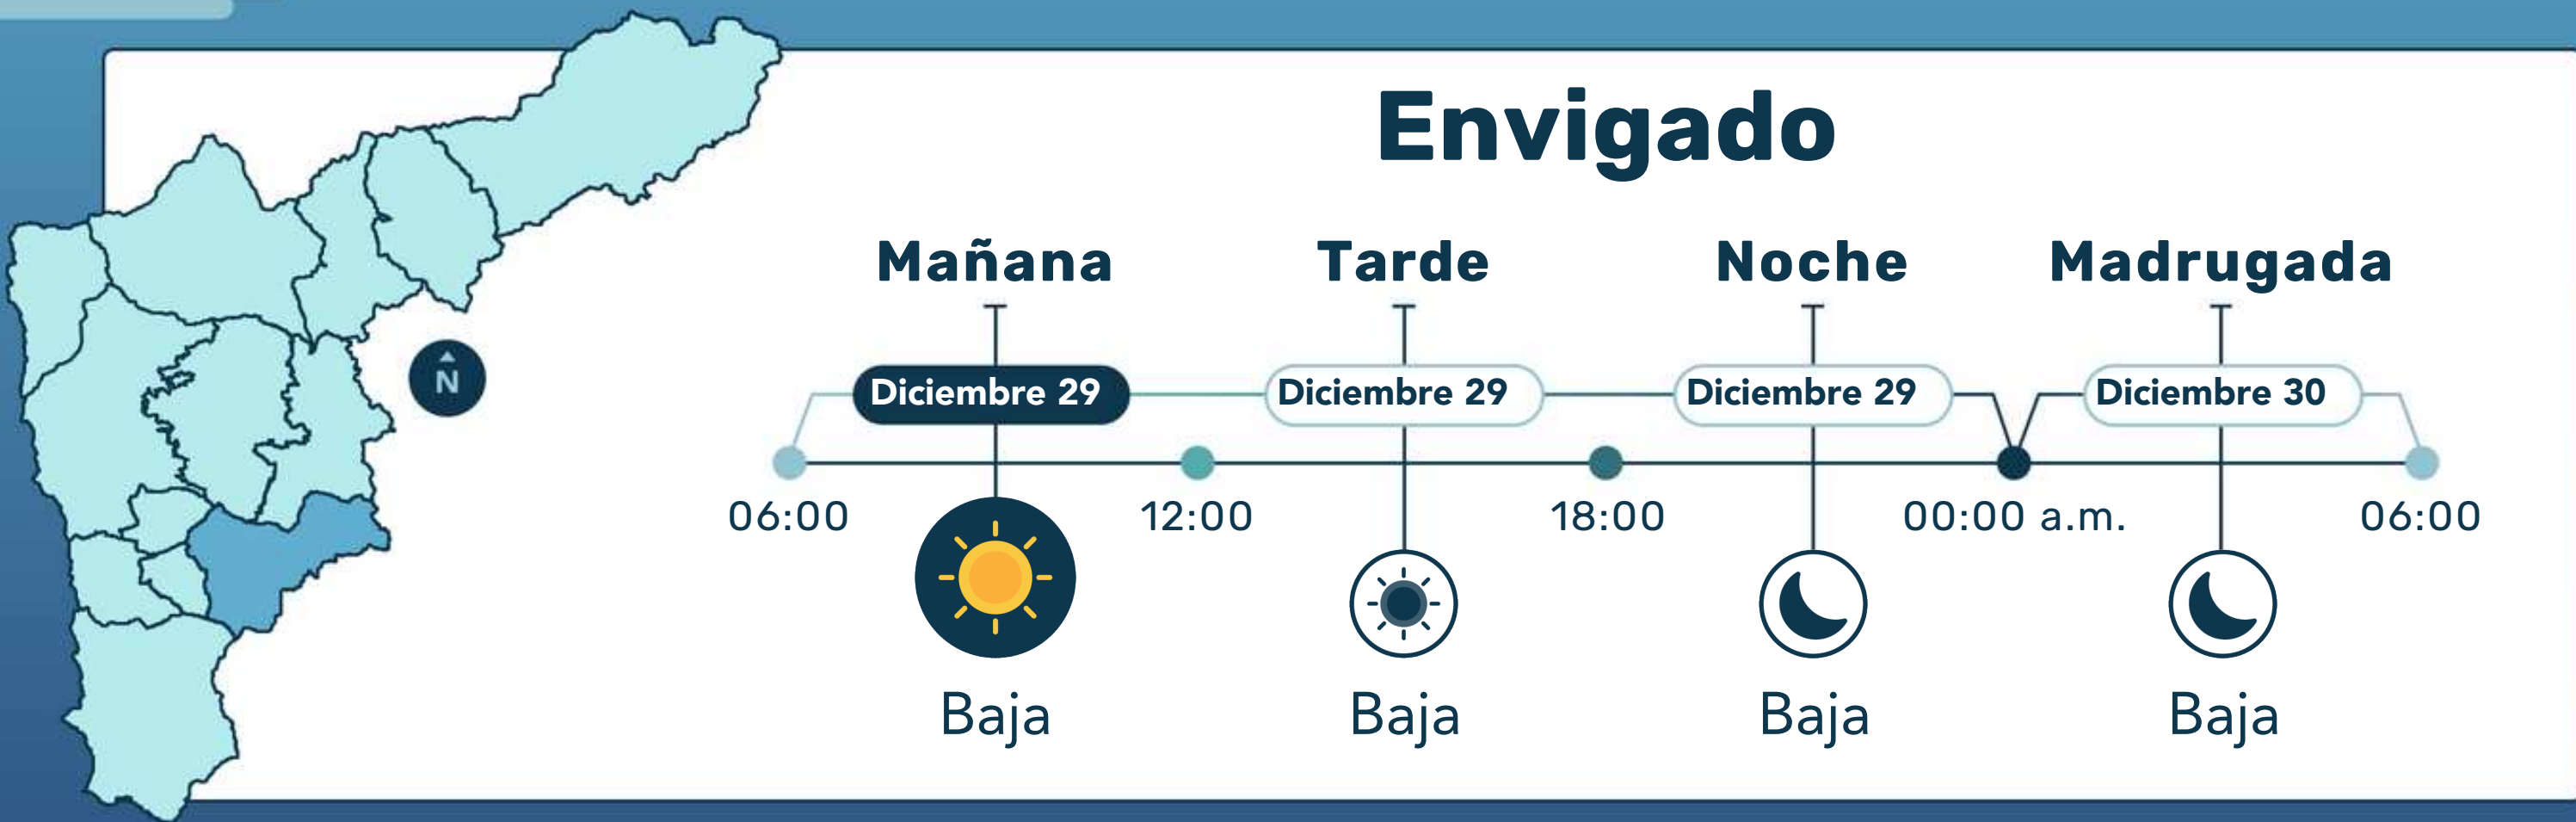 Envigado
Mañana Tarde Noche Madrugada
Diciembre 29 Diciembre 29 Diciembre 29 Diciembre 30
N
06:00 12:00 18:00 00:00 a.m. 06:00
Baja Baja Baja Baja